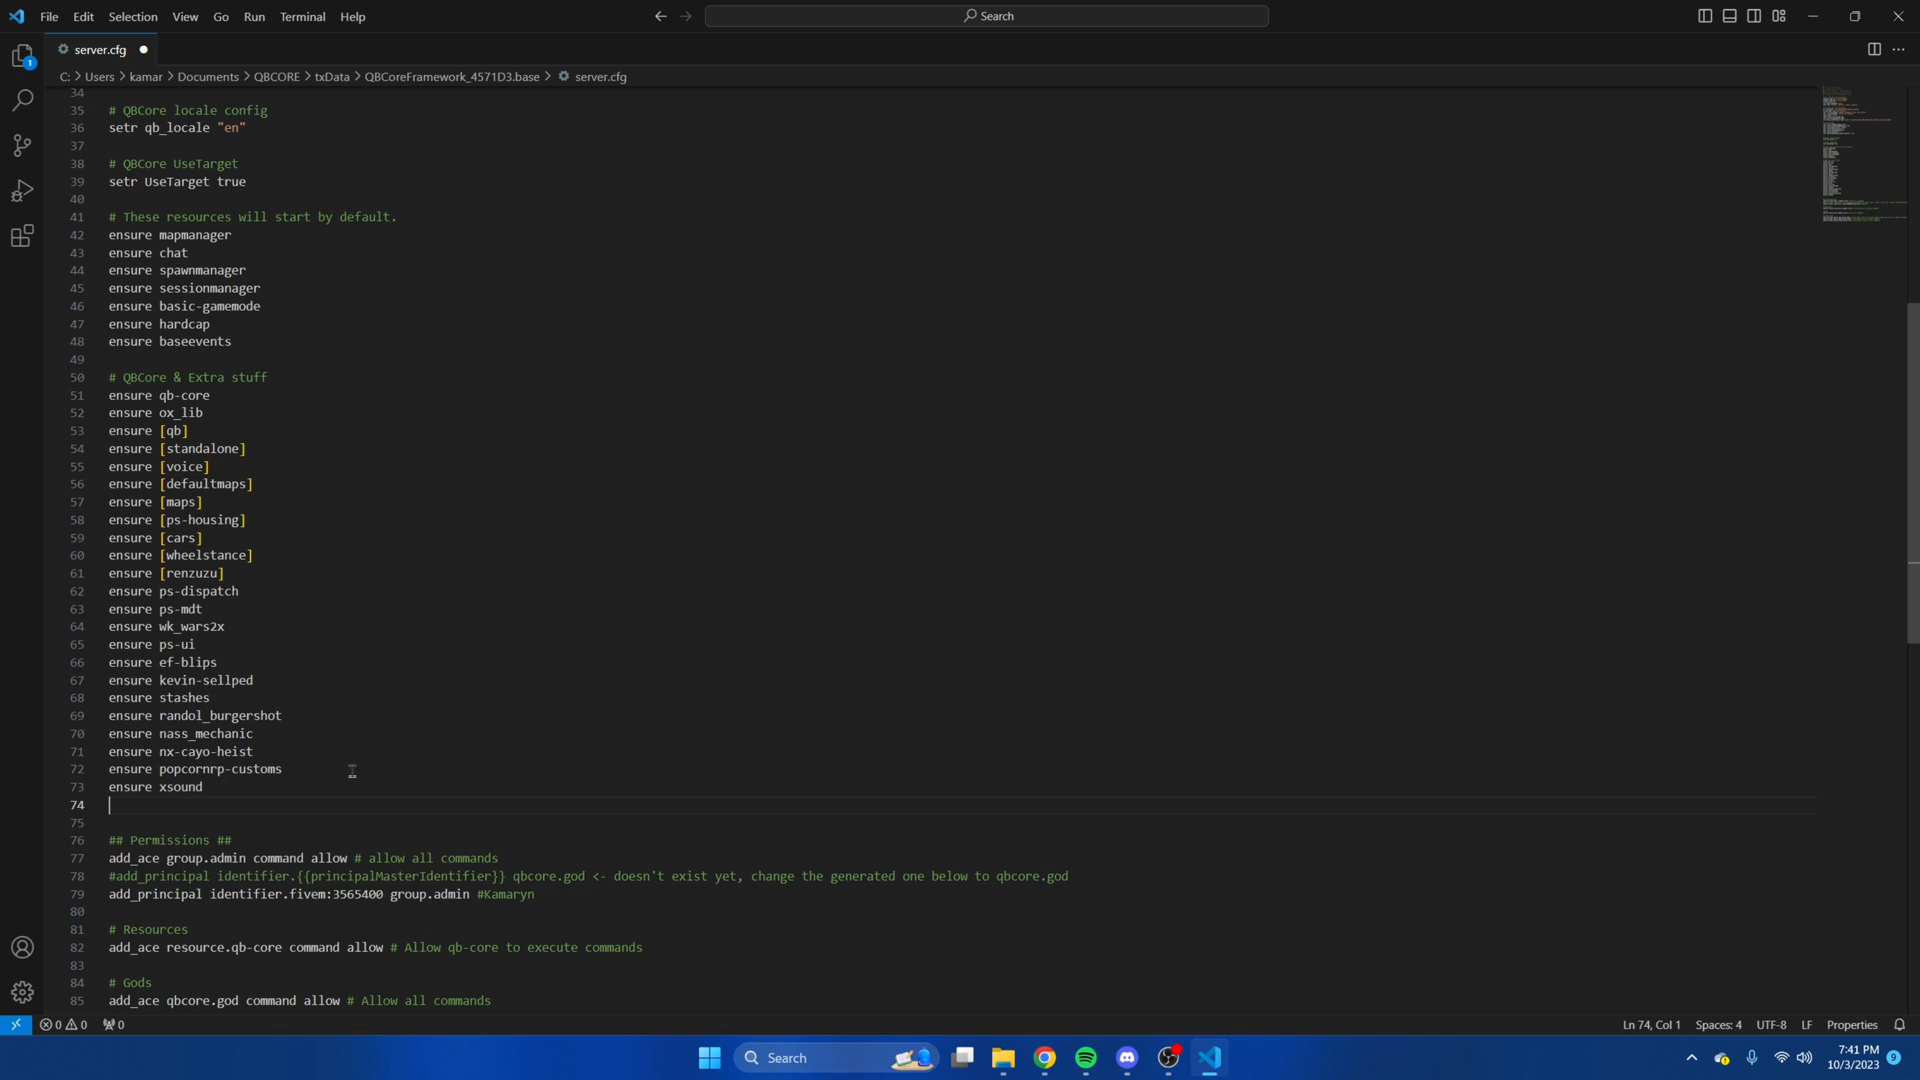 File Edit Selection View Go Run Terminal Help
Search
server.cfg
C: > Users > kamar > Documents > QBCORE > txData > QBCoreFramework_4571D3.base > server.cfg
34
35 # QBCore locale config
36 setr qb_locale "en"
37
38 # QBCore UseTarget
39 setr UseTarget true
40
41 # These resources will start by default.
42 ensure mapmanager
43 ensure chat
44 ensure spawnmanager
45 ensure sessionmanager
46 ensure basic-gamemode
47 ensure hardcap
48 ensure baseevents
49
50 # QBCore & Extra stuff
51 ensure qb-core
52 ensure ox_lib
53 ensure [qb]
54 ensure [standalone]
55 ensure [voice]
56 ensure [defaultmaps]
57 ensure [maps]
58 ensure [ps-housing]
59 ensure [cars]
60 ensure [wheelstance]
61 ensure [renzuzu]
62 ensure ps-dispatch
63 ensure ps-mdt
64 ensure wk_wars2x
65 ensure ps-ui
66 ensure ef-blips
67 ensure kevin-sellped
68 ensure stashes
69 ensure randol_burgershot
70 ensure nass_mechanic
71 ensure nx-cayo-heist
72 ensure popcornrp-customs
73 ensure xsound
74
75
76 ## Permissions ##
77 add_ace group.admin command allow # allow all commands
78 #add_principal identifier.{{principalMasterIdentifier}} qbcore.god <- doesn't exist yet, change the generated one below to qbcore.god
79 add_principal identifier.fivem:3565400 group.admin #Kamaryn
80
81 # Resources
82 add_ace resource.qb-core command allow # Allow qb-core to execute commands
83
84 # Gods
85 add_ace qbcore.god command allow # Allow all commands
1
0 0 0
Ln 74, Col 1 Spaces: 4 UTF-8 LF Properties
Search
7:41 PM
10/3/2023
9